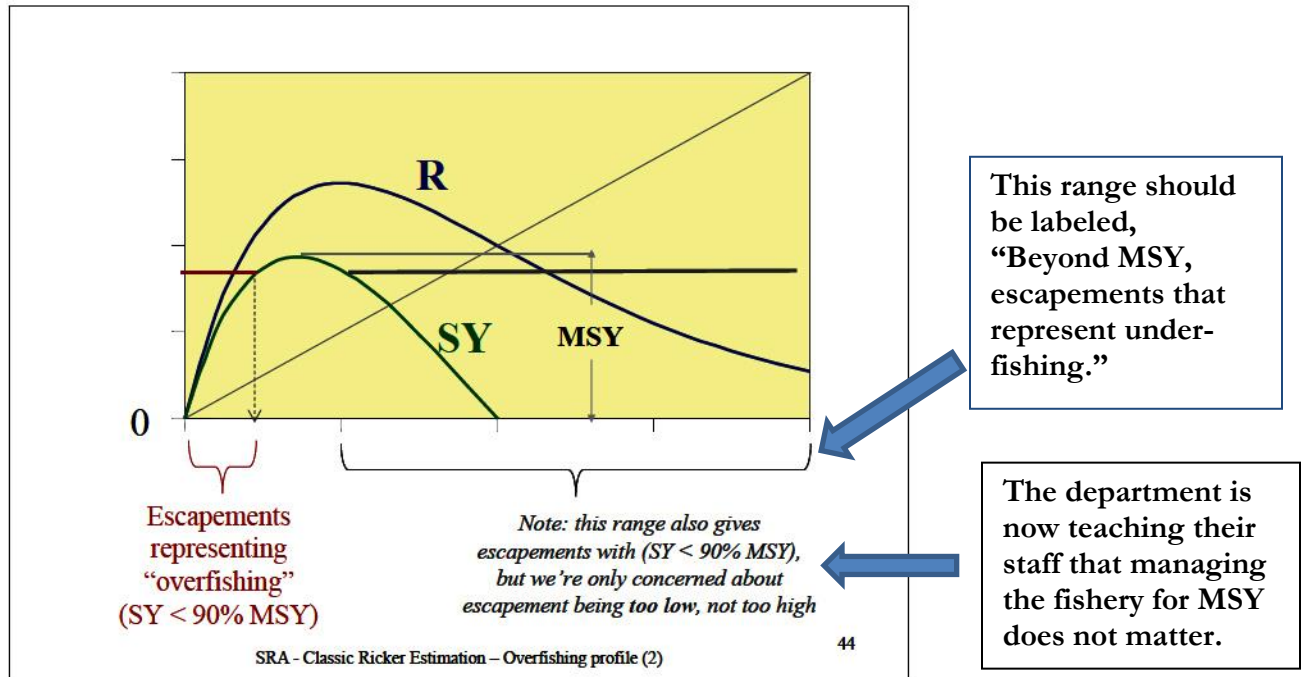 R
SY
MSY
0
Escapements
representing
“overfishing”
(SY < 90% MSY)
Note: this range also gives
escapements with (SY < 90% MSY),
but we’re only concerned about
escapement being too low, not too high
SRA - Classic Ricker Estimation – Overfishing profile (2)
44
This range should
be labeled,
“Beyond MSY,
escapements that
represent under-
fishing.”
The department is
now teaching their
staff that managing
the fishery for MSY
does not matter.